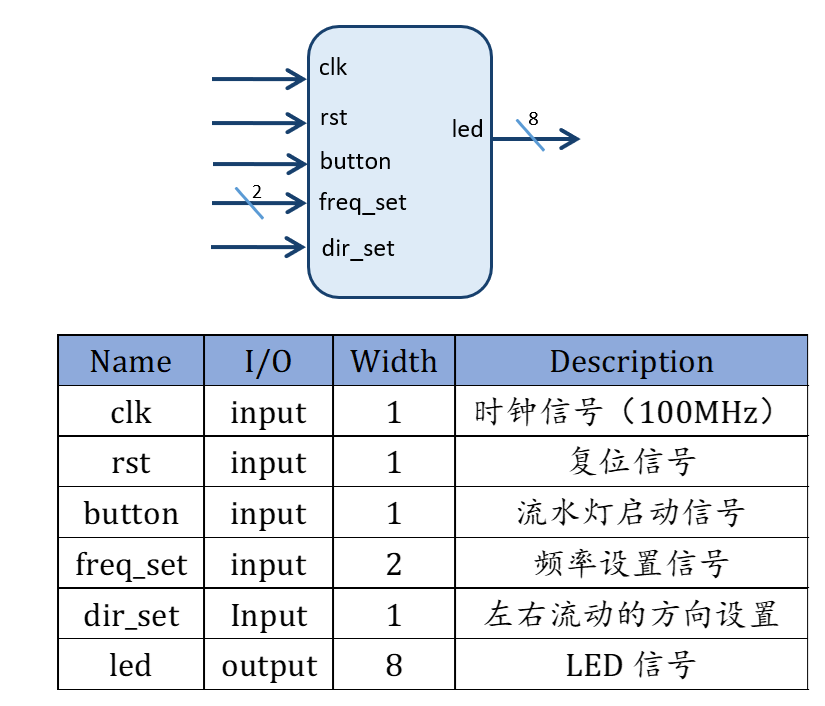 clk
rst
button
2
freq_set
dir_set
led
8
Name I/O Width Description
clk input 1 时钟信号（100MHz）
rst input 1 复位信号
button input 1 流水灯启动信号
freq_set input 2 频率设置信号
dir_set Input 1 左右流动的方向设置
led output 8 LED 信号